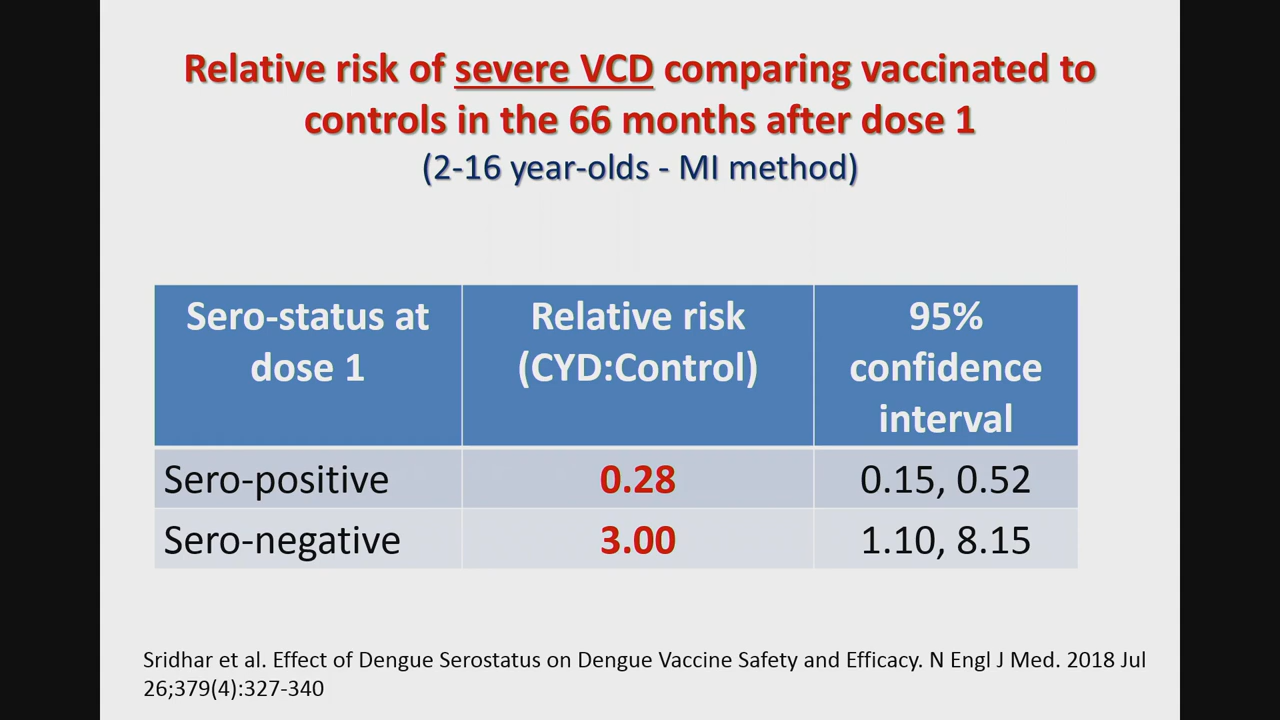 Relative risk of severe VCD comparing vaccinated to
controls in the 66 months after dose 1
(2-16 year-olds - MI method)
Sero-status at
dose 1
Relative risk
(CYD:Control)
95%
confidence
interval
Sero-positive 0.28 0.15, 0.52
Sero-negative 3.00 1.10, 8.15
Sridhar et al. Effect of Dengue Serostatus on Dengue Vaccine Safety and Efficacy. N Engl J Med. 2018 Jul
26;379(4):327-340